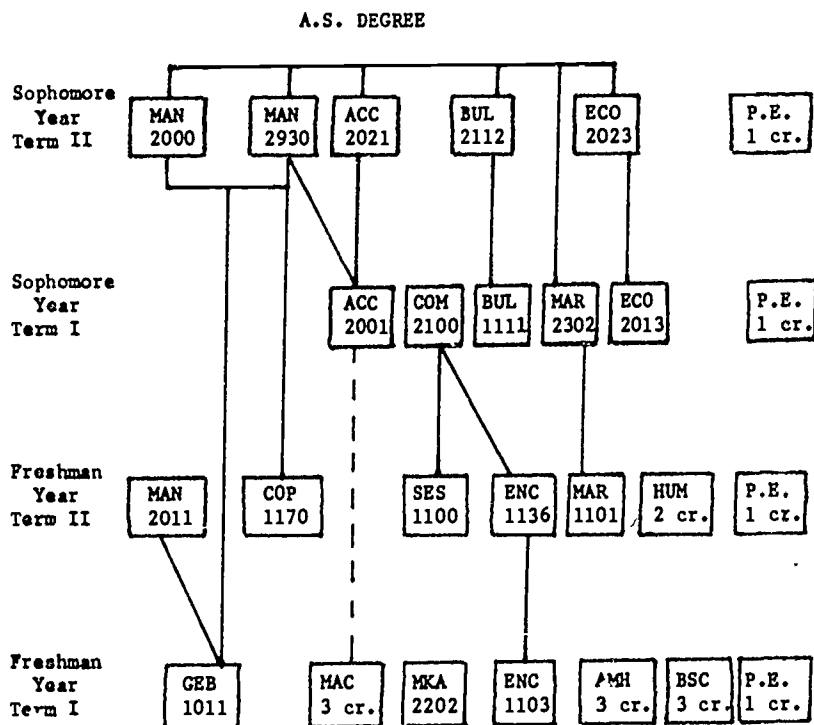 A.S. DEGREE
Sophomore
Year
Term II
MAN
2000
MAN
2930
ACC
2021
BUL
2112
ECO
2023
P.E.
1 cr.
Sophomore
Year
Term I
ACC
2001
COM
2100
BUL
1111
MAR
2302
ECO
2013
P.E.
1 cr.
Freshman
Year
Term II
MAN
2011
COP
1170
SES
1100
ENC
1136
MAR
1101
HUM
2 cr.
P.E.
1 cr.
Freshman
Year
Term I
GEB
1011
MAC
3 cr.
MKA
2202
ENC
1103
AMH
3 cr.
BSC
3 cr.
P.E.
1 cr.